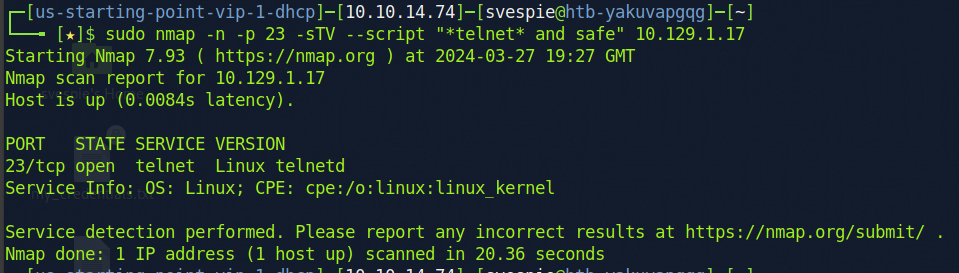 ┌─[us-starting-point-vip-1-dhcp]─[10.10.14.74]─[svespie@htb-yakuvapgqg]─[~]
└──╼ [★]$ sudo nmap -n -p 23 -sTV --script "*telnet* and safe" 10.129.1.17
Starting Nmap 7.93 ( https://nmap.org ) at 2024-03-27 19:27 GMT
Nmap scan report for 10.129.1.17
Host is up (0.0084s latency).
PORT   STATE SERVICE VERSION
23/tcp open  telnet  Linux telnetd
Service Info: OS: Linux; CPE: cpe:/o:linux:linux_kernel
Service detection performed. Please report any incorrect results at https://nmap.org/submit/ .
Nmap done: 1 IP address (1 host up) scanned in 20.36 seconds